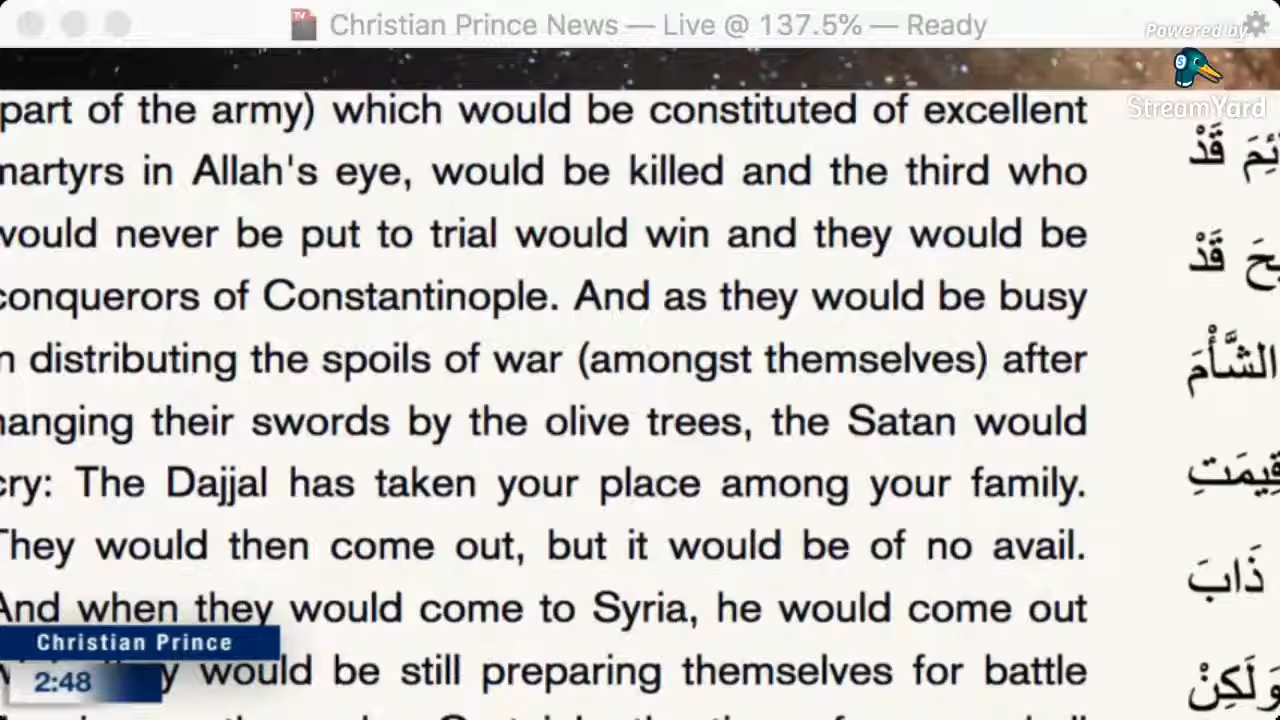 Christian Prince News — Live @ 137.5% — Ready
Powered by
StreamYard
part of the army) which would be constituted of excellent
martyrs in Allah's eye, would be killed and the third who
would never be put to trial would win and they would be
conquerors of Constantinople. And as they would be busy
in distributing the spoils of war (amongst themselves) after
hanging their swords by the olive trees, the Satan would
cry: The Dajjal has taken your place among your family.
They would then come out, but it would be of no avail.
And when they would come to Syria, he would come out
would be still preparing themselves for battle
قَدْ
قَدْ
الشَّأْمَ
ذَابَ
وَلَكِنْ
Christian Prince
2:48